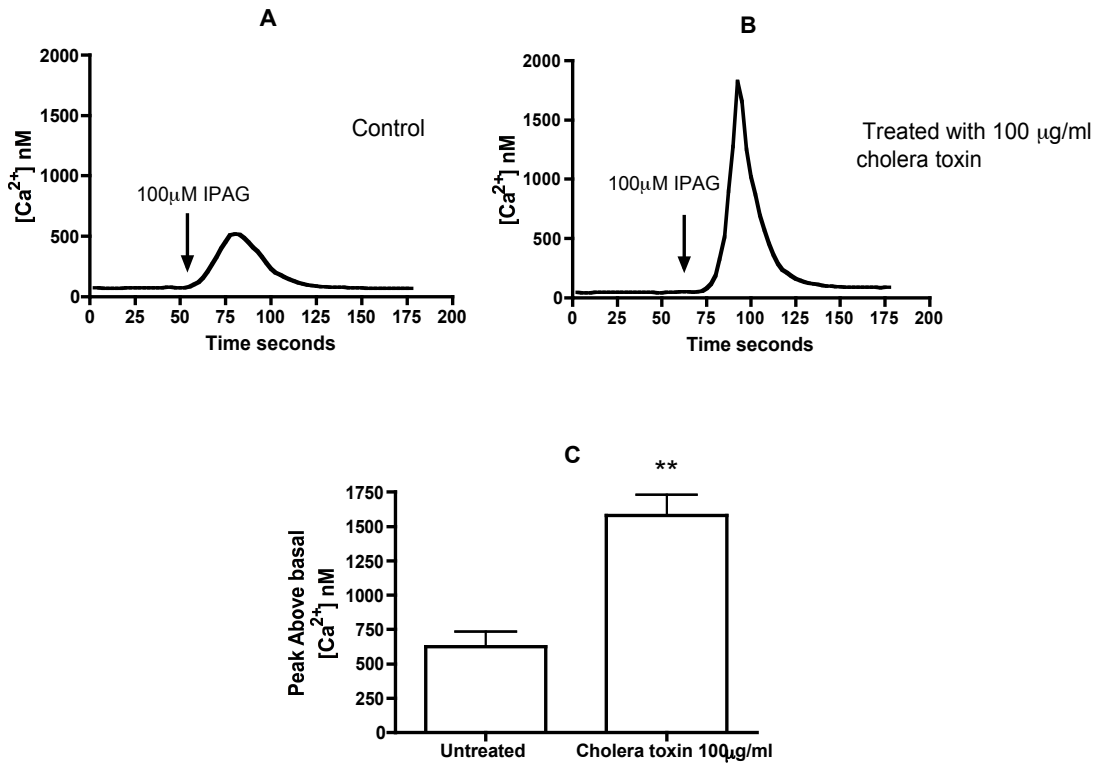 A
2000
1500
1000
500
0
[Ca2+] nM
Control
100μM IPAG
0 25 50 75 100 125 150 175 200
Time seconds
B
2000
1500
1000
500
0
[Ca2+] nM
Treated with 100 μg/ml
cholera toxin
100μM IPAG
0 25 50 75 100 125 150 175 200
Time seconds
C
**
1750
1500
1250
1000
750
500
250
0
Peak Above basal
[Ca2+] nM
Untreated
Cholera toxin 100μg/ml